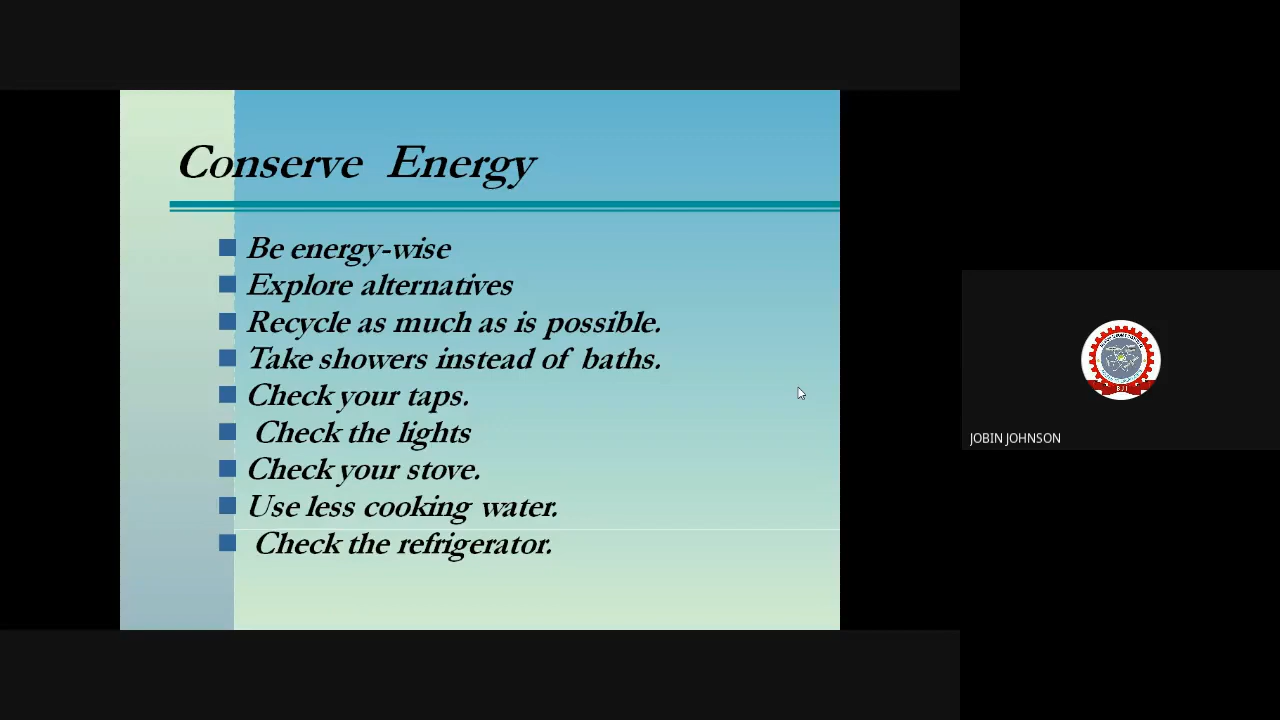 Conserve Energy
Be energy-wise
Explore alternatives
Recycle as much as is possible.
Take showers instead of baths.
Check your taps.
Check the lights
Check your stove.
Use less cooking water.
Check the refrigerator.
JOBIN JOHNSON